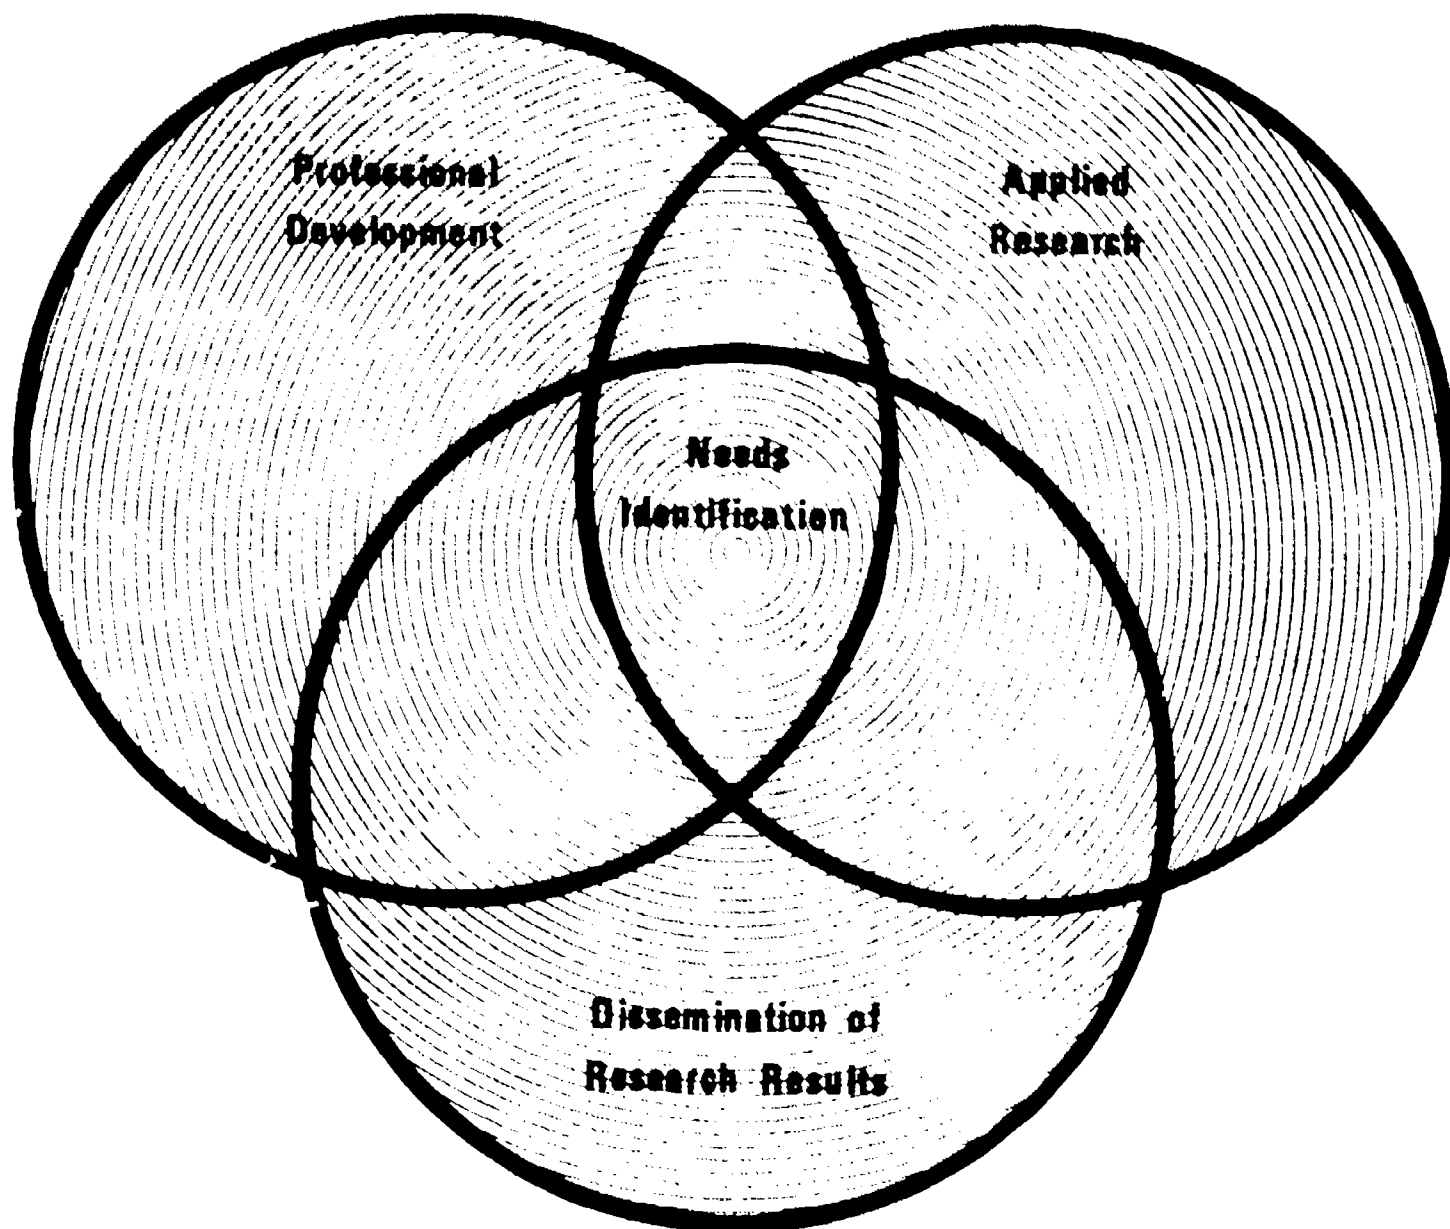 Professional
Development
Applied
Research
Needs
Identification
Dissemination of
Research Results